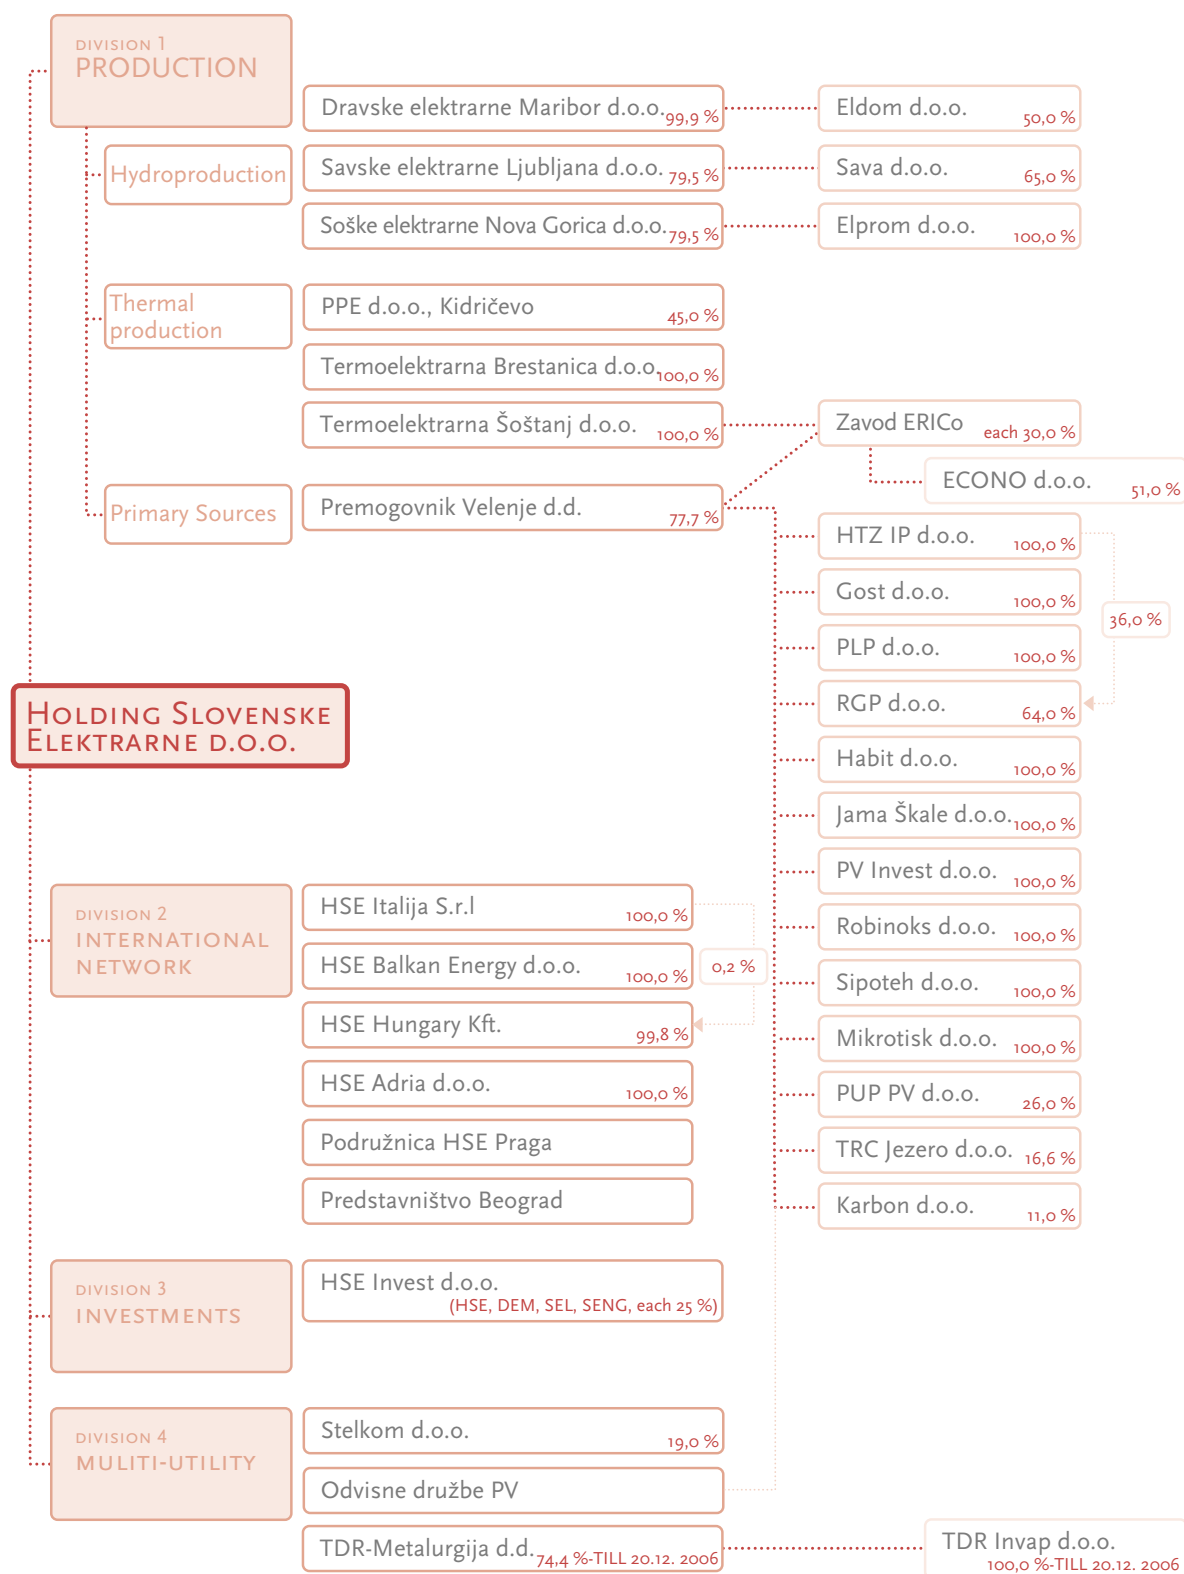 DIVISION 1
PRODUCTION
Dravske elektrarne Maribor d.o.o. 99,9 %
Eldom d.o.o. 50,0 %
Hydroproduction
Savske elektrarne Ljubljana d.o.o. 79,5 %
Sava d.o.o. 65,0 %
Soške elektrarne Nova Gorica d.o.o. 79,5 %
Elprom d.o.o. 100,0 %
Thermal
production
PPE d.o.o., Kidričevo 45,0 %
Termoelektrarna Brestanica d.o.o. 100,0 %
Termoelektrarna Šoštanj d.o.o. 100,0 %
Zavod ERICo each 30,0 %
ECONO d.o.o. 51,0 %
Primary Sources
Premogovnik Velenje d.d. 77,7 %
HTZ IP d.o.o. 100,0 %
Gost d.o.o. 100,0 %
36,0 %
PLP d.o.o. 100,0 %
RGP d.o.o. 64,0 %
Habit d.o.o. 100,0 %
Jama Škale d.o.o. 100,0 %
PV Invest d.o.o. 100,0 %
Robinoks d.o.o. 100,0 %
Sipoteh d.o.o. 100,0 %
Mikrotisk d.o.o. 100,0 %
PUP PV d.o.o. 26,0 %
TRC Jezero d.o.o. 16,6 %
Karbon d.o.o. 11,0 %
HOLDING SLOVENSKE
ELEKTRARNE D.O.O.
DIVISION 2
INTERNATIONAL
NETWORK
HSE Italija S.r.l 100,0 %
HSE Balkan Energy d.o.o. 100,0 %
0,2 %
HSE Hungary Kft. 99,8 %
HSE Adria d.o.o. 100,0 %
Podružnica HSE Praga
Predstavništvo Beograd
DIVISION 3
INVESTMENTS
HSE Invest d.o.o.
(HSE, DEM, SEL, SENG, each 25 %)
DIVISION 4
MULITI-UTILITY
Stelkom d.o.o. 19,0 %
Odvisne družbe PV
TDR-Metalurgija d.d. 74,4 %-TILL 20.12. 2006
TDR Invap d.o.o.
100,0 %-TILL 20.12. 2006